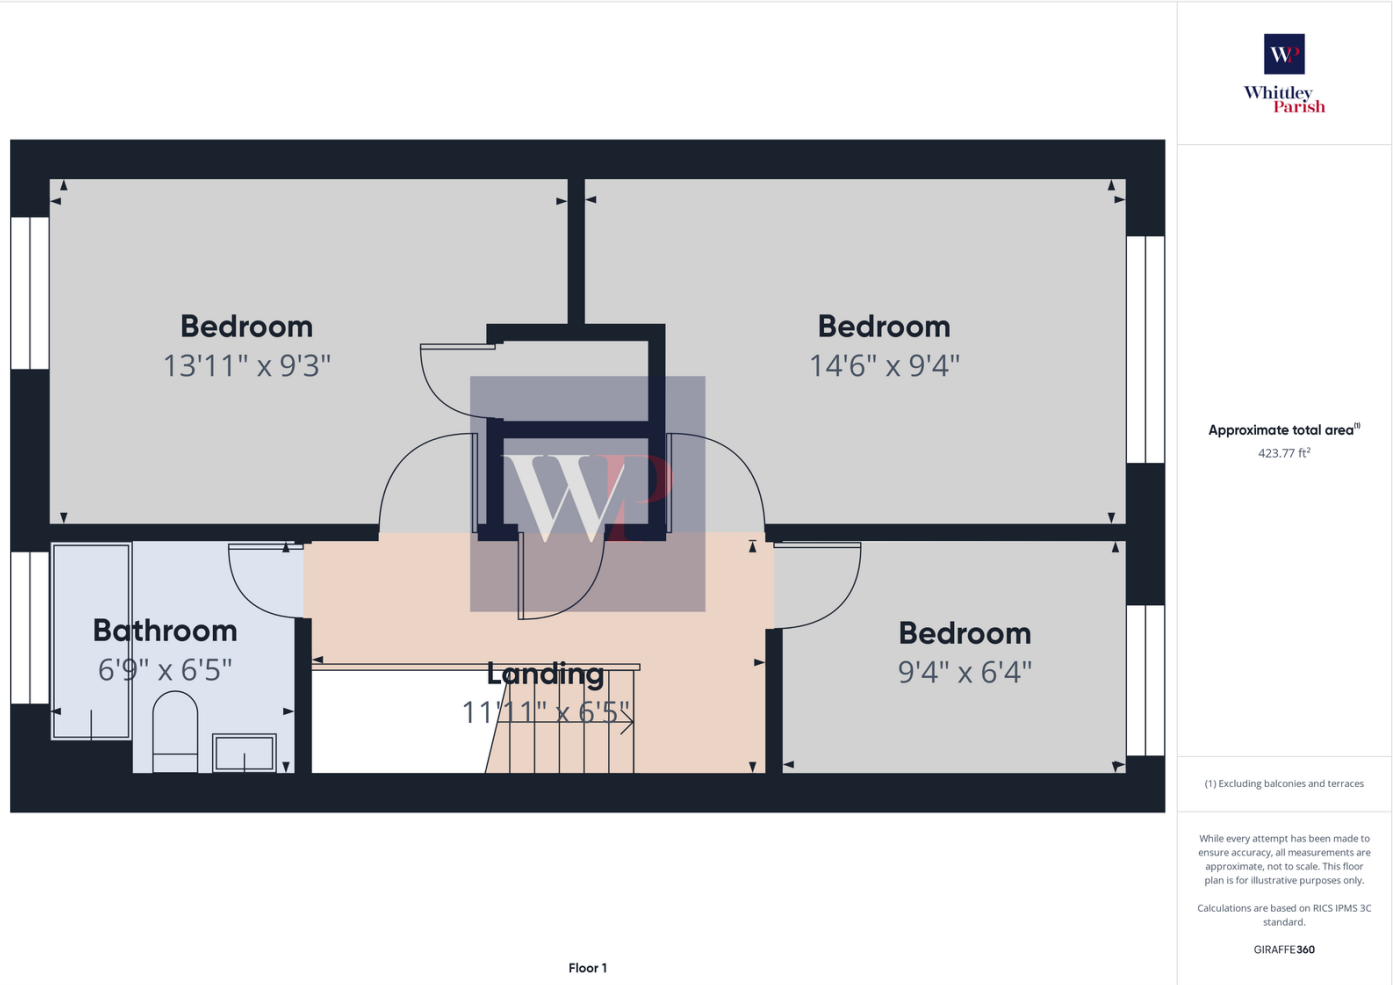 WP
Whittley
Parish
Bedroom
13'11" x 9'3"
Bedroom
14'6" x 9'4"
WP
Approximate total area(1)
423.77 ft²
Bathroom
6'9" x 6'5"
Landing
11'11" x 6'5"
Bedroom
9'4" x 6'4"
(1) Excluding balconies and terraces
While every attempt has been made to
ensure accuracy, all measurements are
approximate, not to scale. This floor
plan is for illustrative purposes only.
Calculations are based on RICS IPMS 3C
standard.
GIRAFFE360
Floor 1